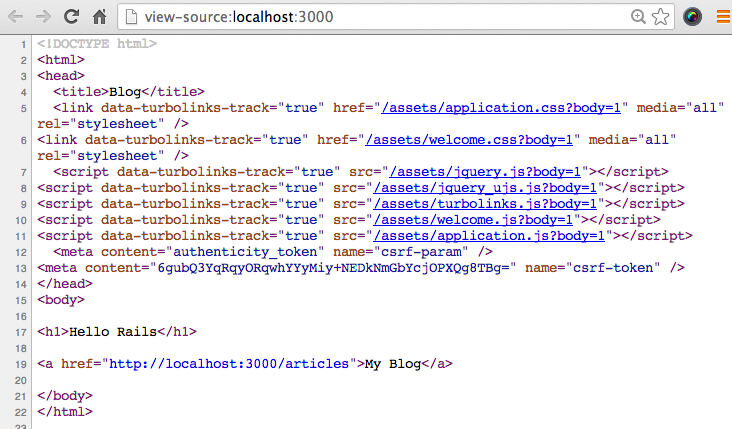 view-source:localhost:3000
1 <!DOCTYPE html>
2 <html>
3 <head>
4 <title>Blog</title>
5 <link data-turbolinks-track="true" href="/assets/application.css?body=1" media="all"
rel="stylesheet" />
6 <link data-turbolinks-track="true" href="/assets/welcome.css?body=1" media="all"
rel="stylesheet" />
7 <script data-turbolinks-track="true" src="/assets/jquery.js?body=1"></script>
8 <script data-turbolinks-track="true" src="/assets/jquery_ujs.js?body=1"></script>
9 <script data-turbolinks-track="true" src="/assets/turbolinks.js?body=1"></script>
10 <script data-turbolinks-track="true" src="/assets/welcome.js?body=1"></script>
11 <script data-turbolinks-track="true" src="/assets/application.js?body=1"></script>
12 <meta content="authenticity_token" name="csrf-param" />
13 <meta content="6gubQ3YqRqyORqwhYYyMiy+NEDkNmGbYcjOPXQg8TBg=" name="csrf-token" />
14 </head>
15 <body>
16
17 <h1>Hello Rails</h1>
18
19 <a href="http://localhost:3000/articles">My Blog</a>
20
21 </body>
22 </html>
23